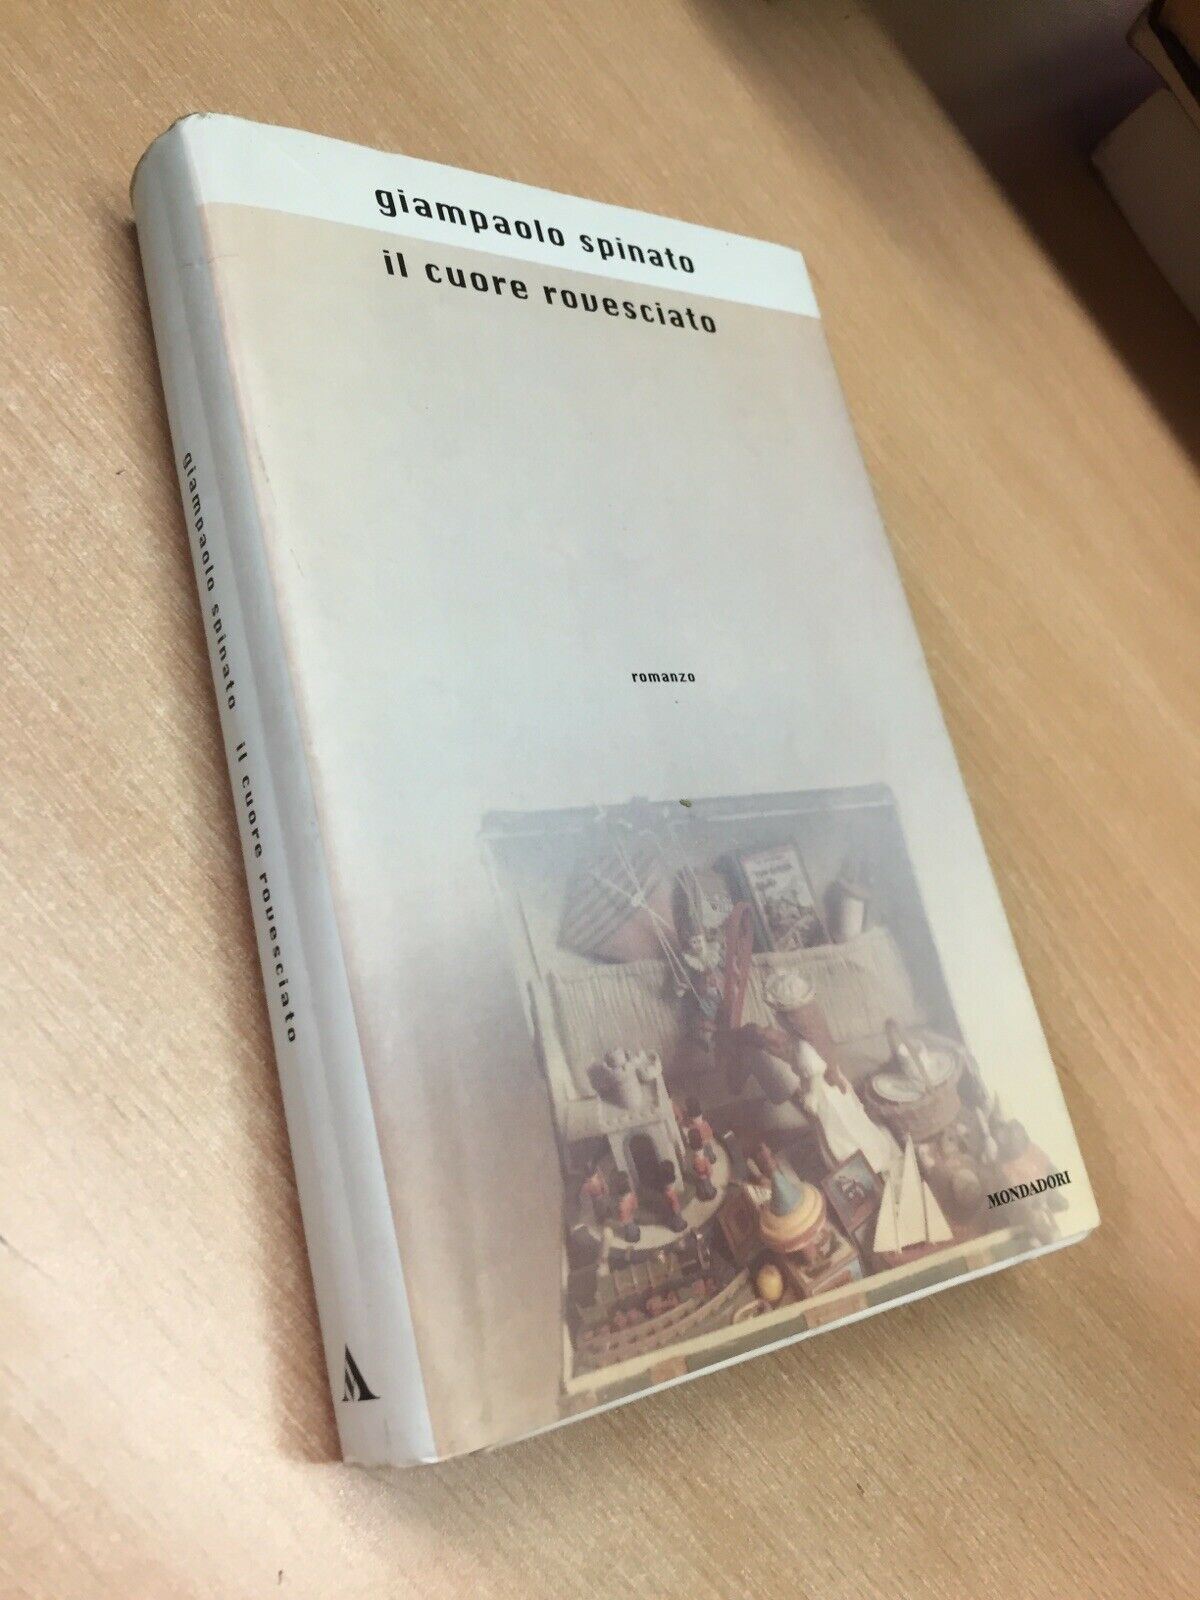 giampaolo spinato
il cuore rovesciato
romanzo
MONDADORI
giampaolo spinato il cuore rovesciato